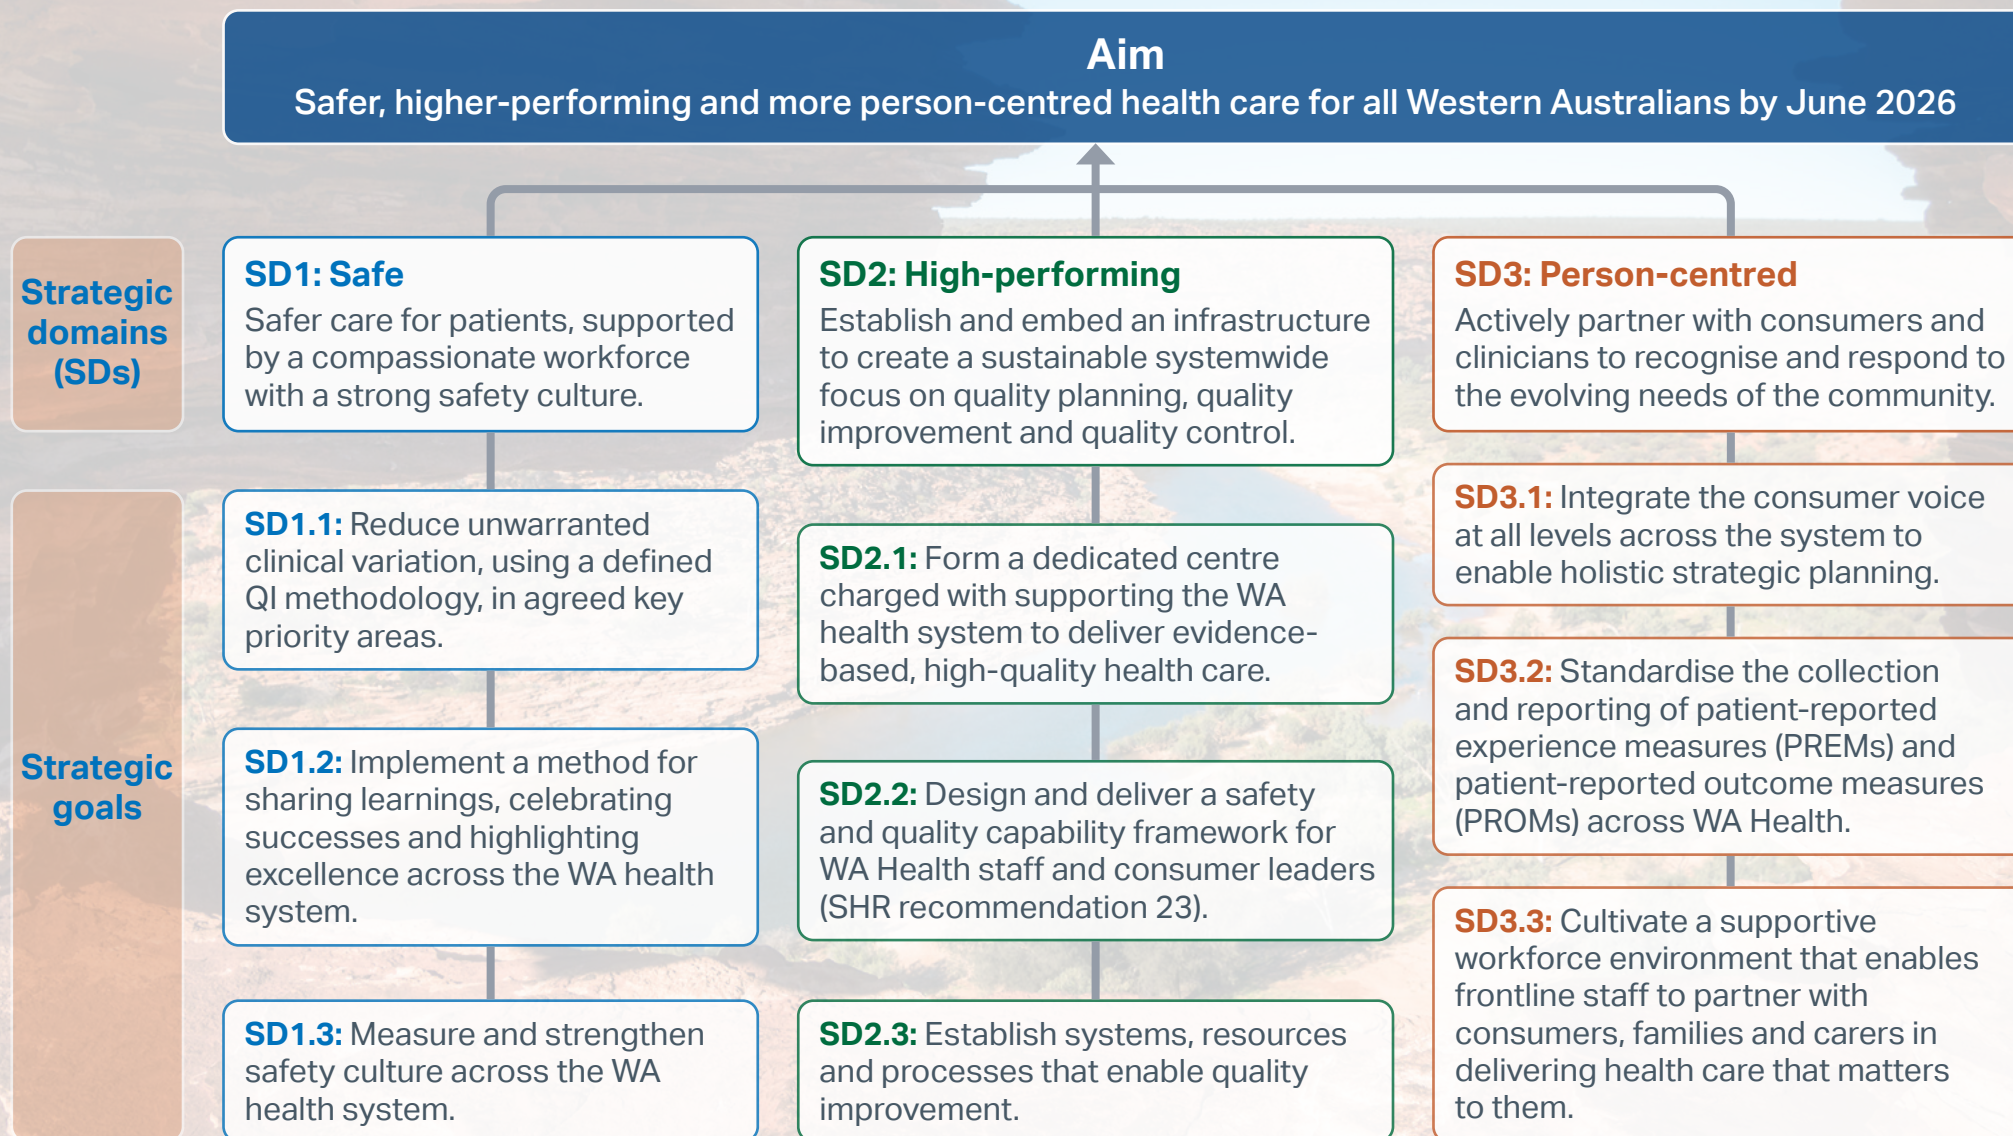 Aim
Safer, higher-performing and more person-centred health care for all Western Australians by June 2026
Strategic
domains
(SDs)
SD1: Safe
Safer care for patients, supported
by a compassionate workforce
with a strong safety culture.
SD2: High-performing
Establish and embed an infrastructure
to create a sustainable systemwide
focus on quality planning, quality
improvement and quality control.
SD3: Person-centred
Actively partner with consumers and
clinicians to recognise and respond to
the evolving needs of the community.
Strategic
goals
SD1.1: Reduce unwarranted
clinical variation, using a defined
QI methodology, in agreed key
priority areas.
SD1.2: Implement a method for
sharing learnings, celebrating
successes and highlighting
excellence across the WA health
system.
SD1.3: Measure and strengthen
safety culture across the WA
health system.
SD2.1: Form a dedicated centre
charged with supporting the WA
health system to deliver evidence-
based, high-quality health care.
SD2.2: Design and deliver a safety
and quality capability framework for
WA Health staff and consumer leaders
(SHR recommendation 23).
SD2.3: Establish systems, resources
and processes that enable quality
improvement.
SD3.1: Integrate the consumer voice
at all levels across the system to
enable holistic strategic planning.
SD3.2: Standardise the collection
and reporting of patient-reported
experience measures (PREMs) and
patient-reported outcome measures
(PROMs) across WA Health.
SD3.3: Cultivate a supportive
workforce environment that enables
frontline staff to partner with
consumers, families and carers in
delivering health care that matters
to them.